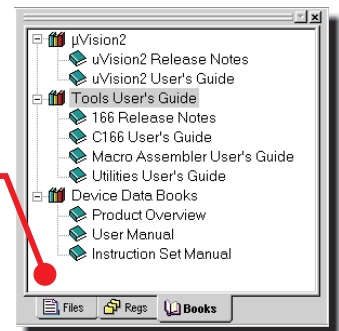 µVision2
uVision2 Release Notes
uVision2 User's Guide
Tools User's Guide
166 Release Notes
C166 User's Guide
Macro Assembler User's Guide
Utilities User's Guide
Device Data Books
Product Overview
User Manual
Instruction Set Manual
Files Regs Books